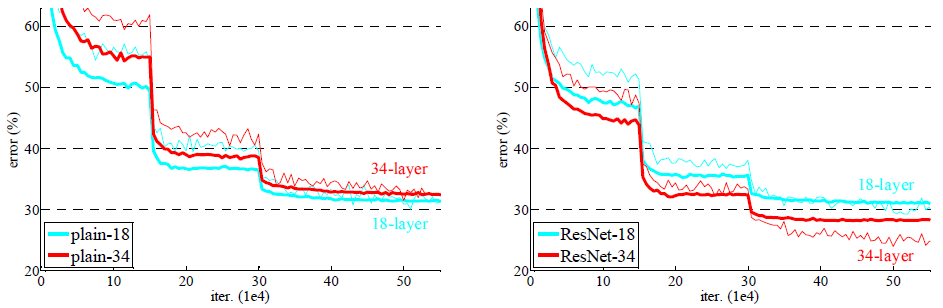 60
50
40
30
20
error (%)
34-layer
18-layer
plain-18
plain-34
0 10 20 30 40 50
iter. (1e4)
60
50
40
30
20
error (%)
18-layer
34-layer
ResNet-18
ResNet-34
0 10 20 30 40 50
iter. (1e4)